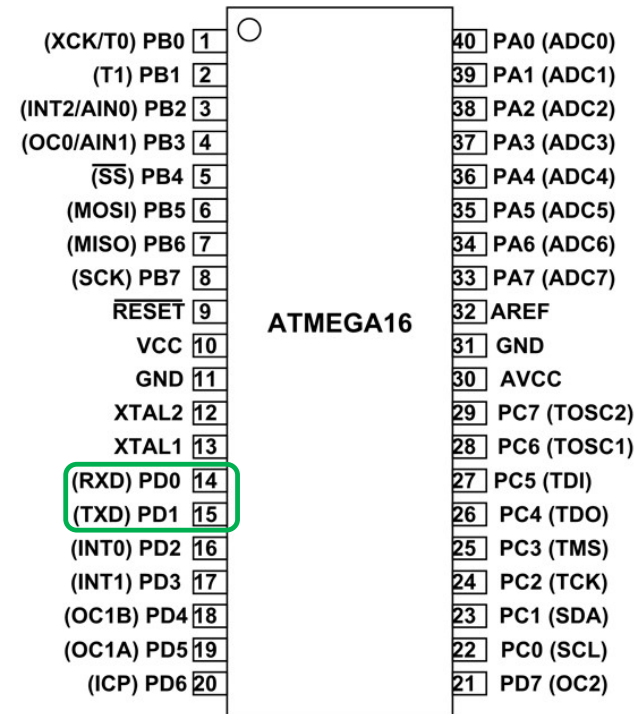 (XCK/T0) PB0 1
(T1) PB1 2
(INT2/AIN0) PB2 3
(OC0/AIN1) PB3 4
(SS) PB4 5
(MOSI) PB5 6
(MISO) PB6 7
(SCK) PB7 8
RESET 9
VCC 10
GND 11
XTAL2 12
XTAL1 13
(RXD) PD0 14
(TXD) PD1 15
(INT0) PD2 16
(INT1) PD3 17
(OC1B) PD4 18
(OC1A) PD5 19
(ICP) PD6 20
ATMEGA16
40 PA0 (ADC0)
39 PA1 (ADC1)
38 PA2 (ADC2)
37 PA3 (ADC3)
36 PA4 (ADC4)
35 PA5 (ADC5)
34 PA6 (ADC6)
33 PA7 (ADC7)
32 AREF
31 GND
30 AVCC
29 PC7 (TOSC2)
28 PC6 (TOSC1)
27 PC5 (TDI)
26 PC4 (TDO)
25 PC3 (TMS)
24 PC2 (TCK)
23 PC1 (SDA)
22 PC0 (SCL)
21 PD7 (OC2)